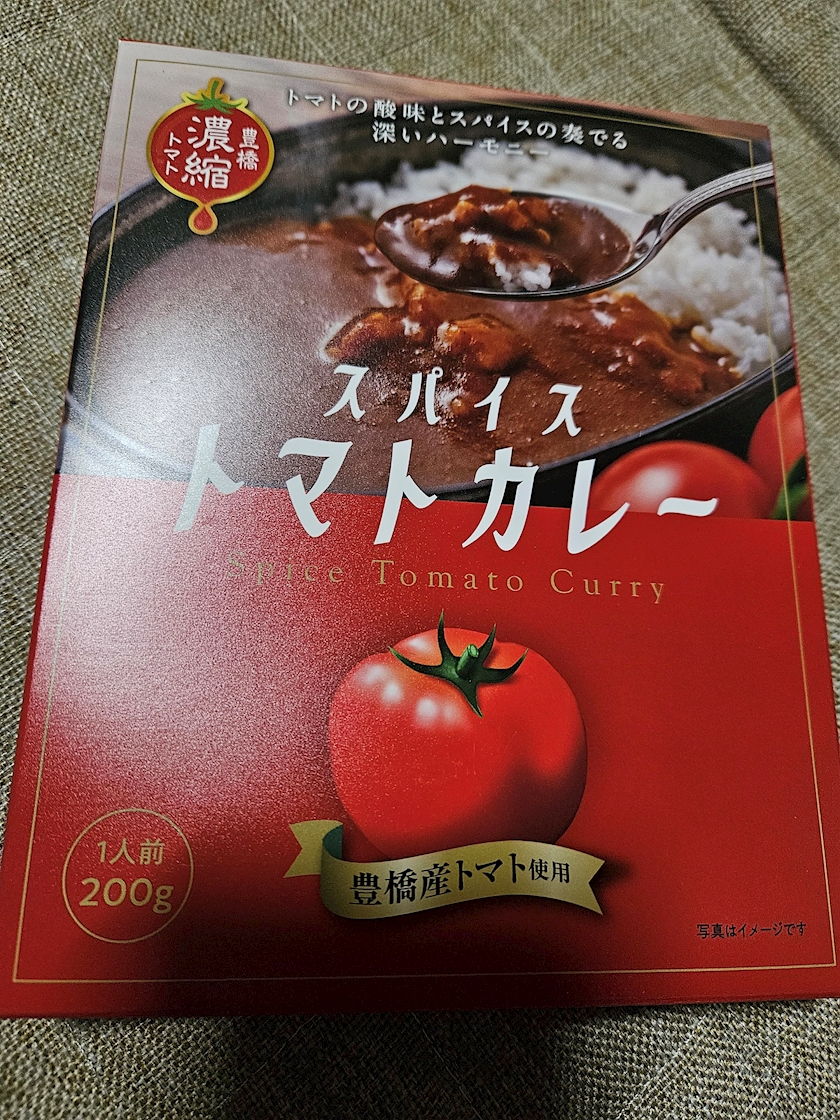 豊橋
濃縮
トマト
トマトの酸味とスパイスの奏でる
深いハーモニー
スパイス
トマトカレー
Spice Tomato Curry
豊橋産トマト使用
1人前
200g
写真はイメージです